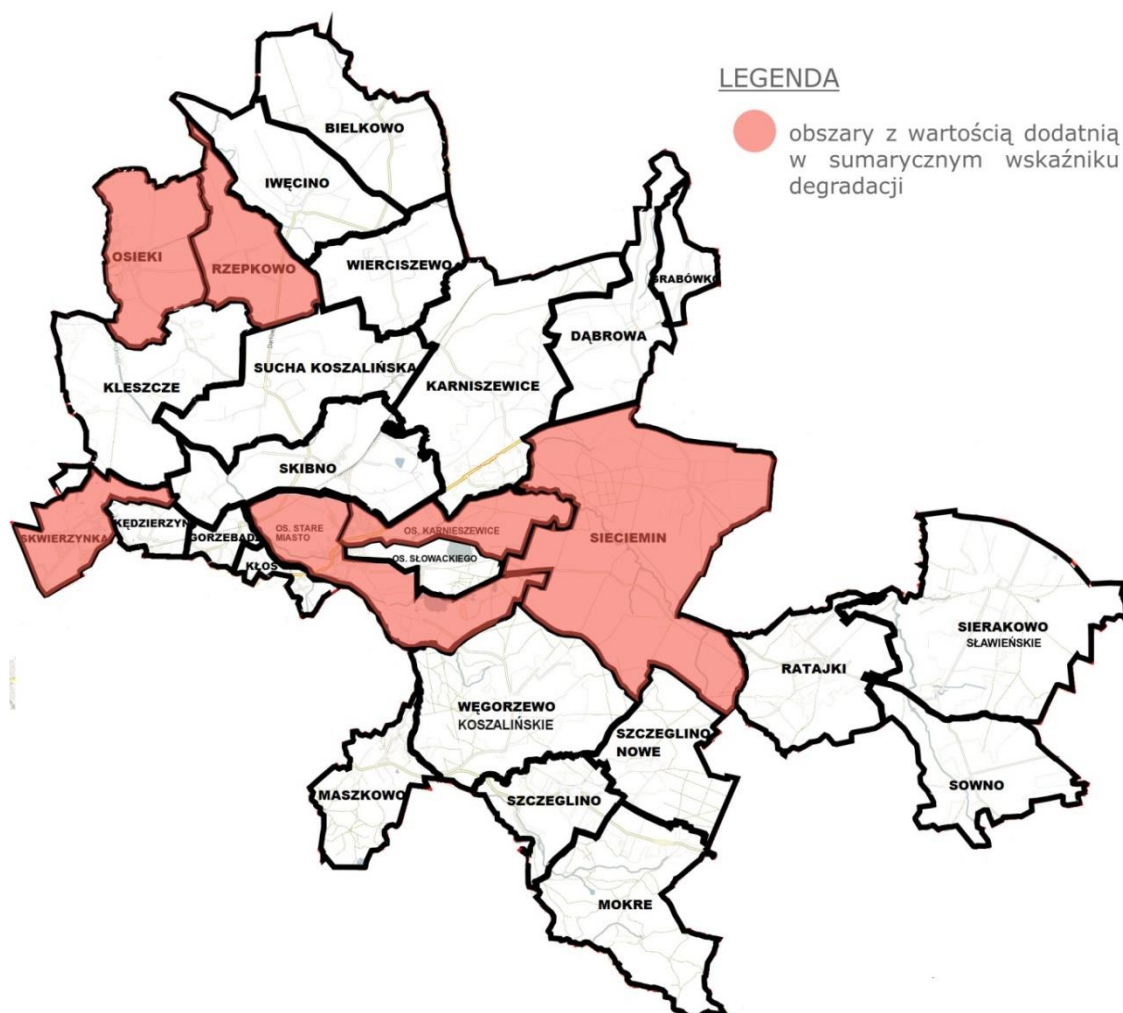 LEGENDA
obszary z wartością dodatnią
w sumarycznym wskaźniku
degradacji
BIELKOWO
IWĘCINO
OSIEKI
RZEPKOWO
WIERCISZEWO
GRABÓWKO
DĄBROWA
SUCHA KOSZALIŃSKA
KLESZCZE
KARNISZEWICE
SKIBNO
SKWIERZYNKA
KĘDZIERZYN
GORZEBĄDZ
KŁOS
OS. STARE
MIASTO
OS. KARNIESZEWICE
OS. SŁOWACKIEGO
SIECIEMIN
SIERAKOWO
SŁAWIEŃSKIE
RATAJKI
WĘGORZEWO
KOSZALIŃSKIE
SZCZEGLINO
NOWE
MASZKOWO
SZCZEGLINO
SOWNO
MOKRE